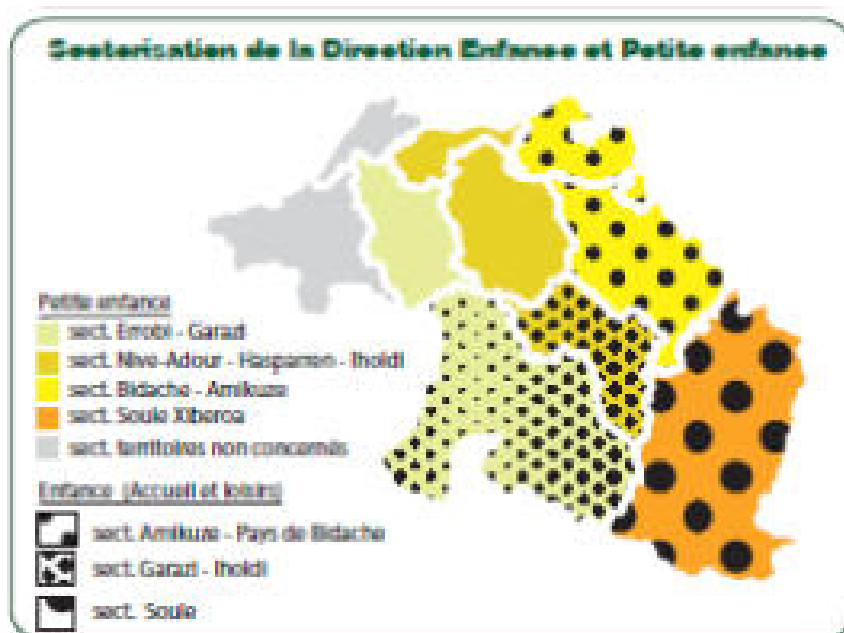 Sectorisation de la Direction Enfance et Petite enfance
Petite enfance
sect. Errobi - Garazi
sect. Nive-Adour - Hasparren - Iholdi
sect. Bidache - Amikuze
sect. Soule Xiberoa
sect. territoires non concernés
Enfance (Accueil et loisirs)
sect. Amikuze - Pays de Bidache
sect. Garazi - Iholdi
sect. Soule